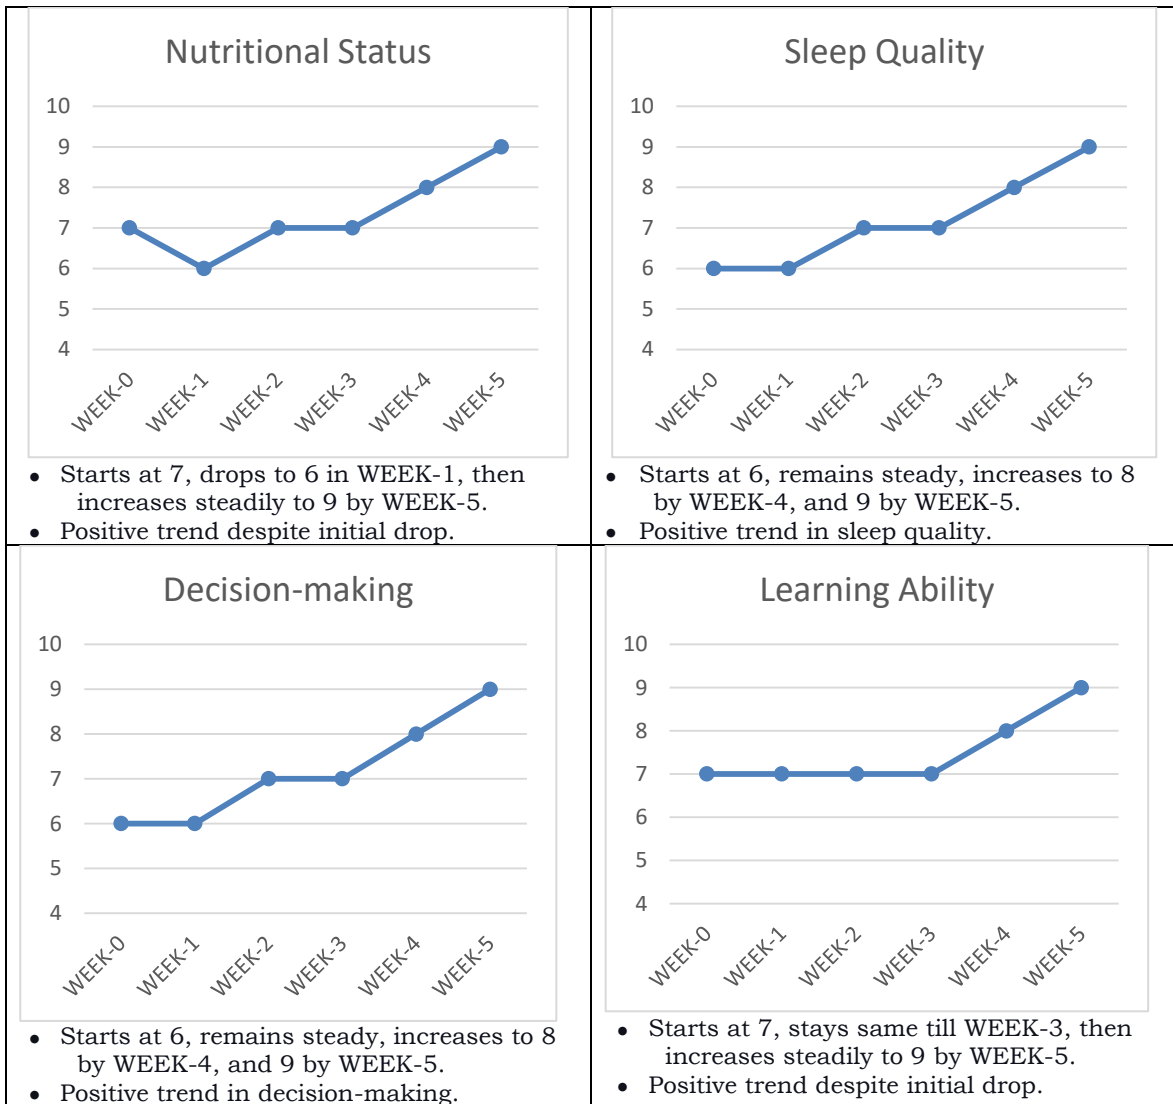 Nutritional Status
10
9
8
7
6
5
4
WEEK-0
WEEK-1
WEEK-2
WEEK-3
WEEK-4
WEEK-5
• Starts at 7, drops to 6 in WEEK-1, then
increases steadily to 9 by WEEK-5.
• Positive trend despite initial drop.
Sleep Quality
10
9
8
7
6
5
4
WEEK-0
WEEK-1
WEEK-2
WEEK-3
WEEK-4
WEEK-5
• Starts at 6, remains steady, increases to 8
by WEEK-4, and 9 by WEEK-5.
• Positive trend in sleep quality.
Decision-making
10
9
8
7
6
5
4
WEEK-0
WEEK-1
WEEK-2
WEEK-3
WEEK-4
WEEK-5
• Starts at 6, remains steady, increases to 8
by WEEK-4, and 9 by WEEK-5.
• Positive trend in decision-making.
Learning Ability
10
9
8
7
6
5
4
WEEK-0
WEEK-1
WEEK-2
WEEK-3
WEEK-4
WEEK-5
• Starts at 7, stays same till WEEK-3, then
increases steadily to 9 by WEEK-5.
• Positive trend despite initial drop.